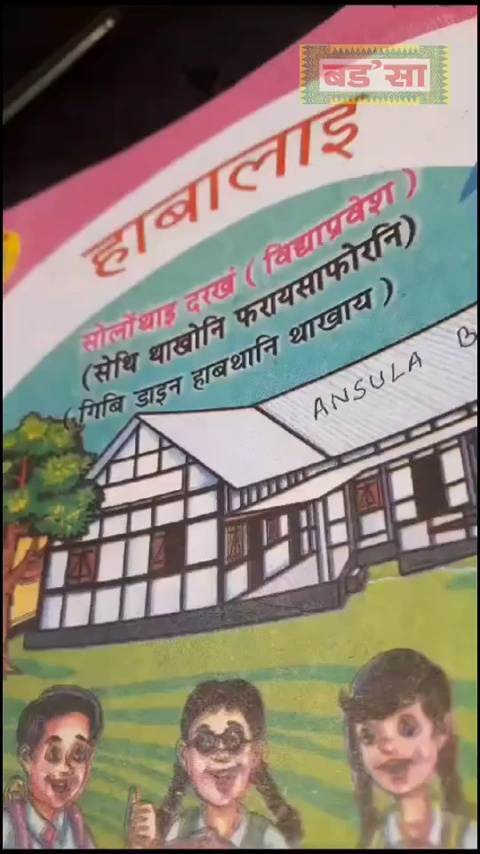 बड'सा
हाबालाइ
सोलोंथाइ दरखं ( विद्याप्रवेश )
(सेथि थाखोनि फरायसाफोरनि)
( गिबि डाइन हाबथानि थाखाय )
ANSULA B